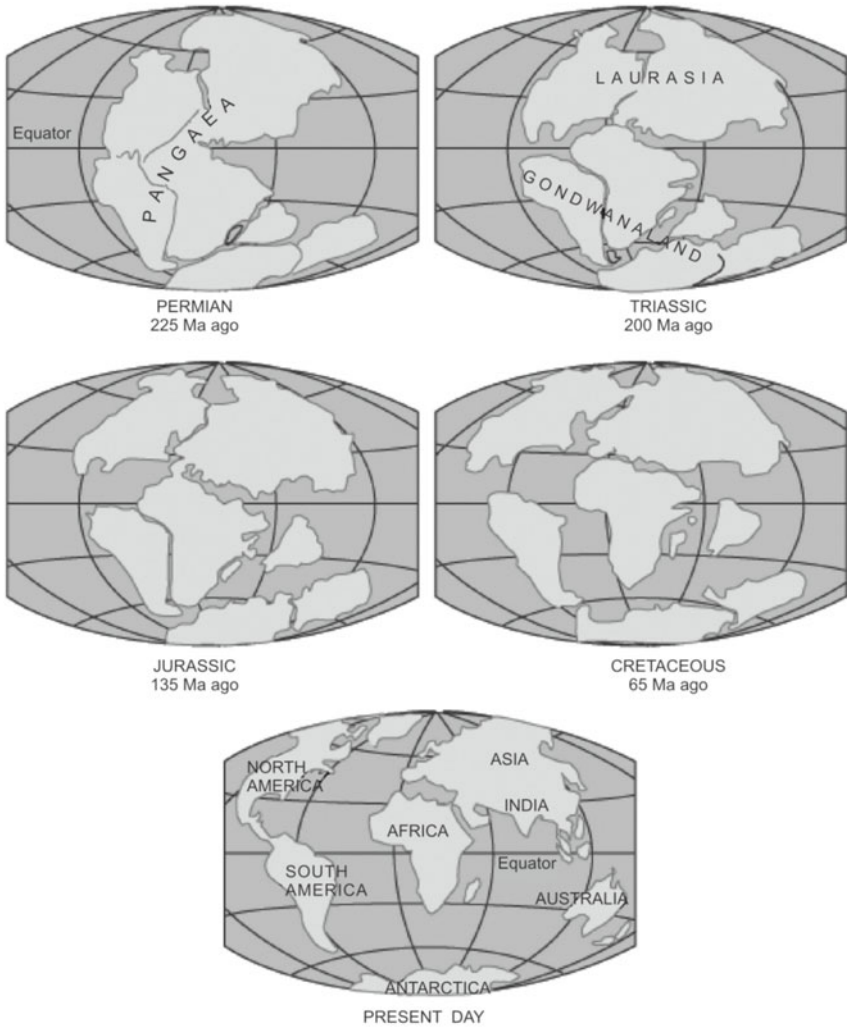 Equator
PANGAEA
PERMIAN
225 Ma ago
LAURASIA
GONDWANALAND
TRIASSIC
200 Ma ago
JURASSIC
135 Ma ago
CRETACEOUS
65 Ma ago
NORTH
AMERICA
ASIA
INDIA
AFRICA
Equator
SOUTH
AMERICA
AUSTRALIA
ANTARCTICA
PRESENT DAY